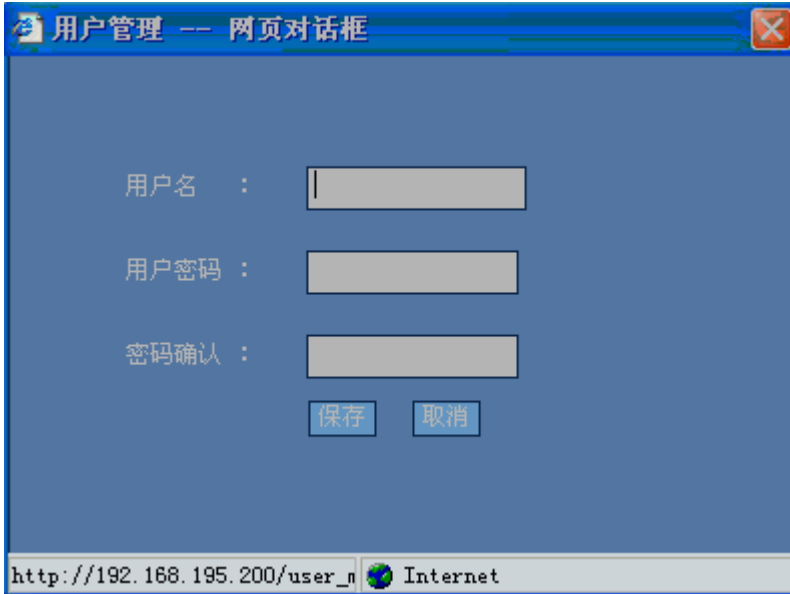 用户管理 -- 网页对话框
用户名 :
用户密码 :
密码确认 :
保存 取消
http://192.168.195.200/user_m Internet